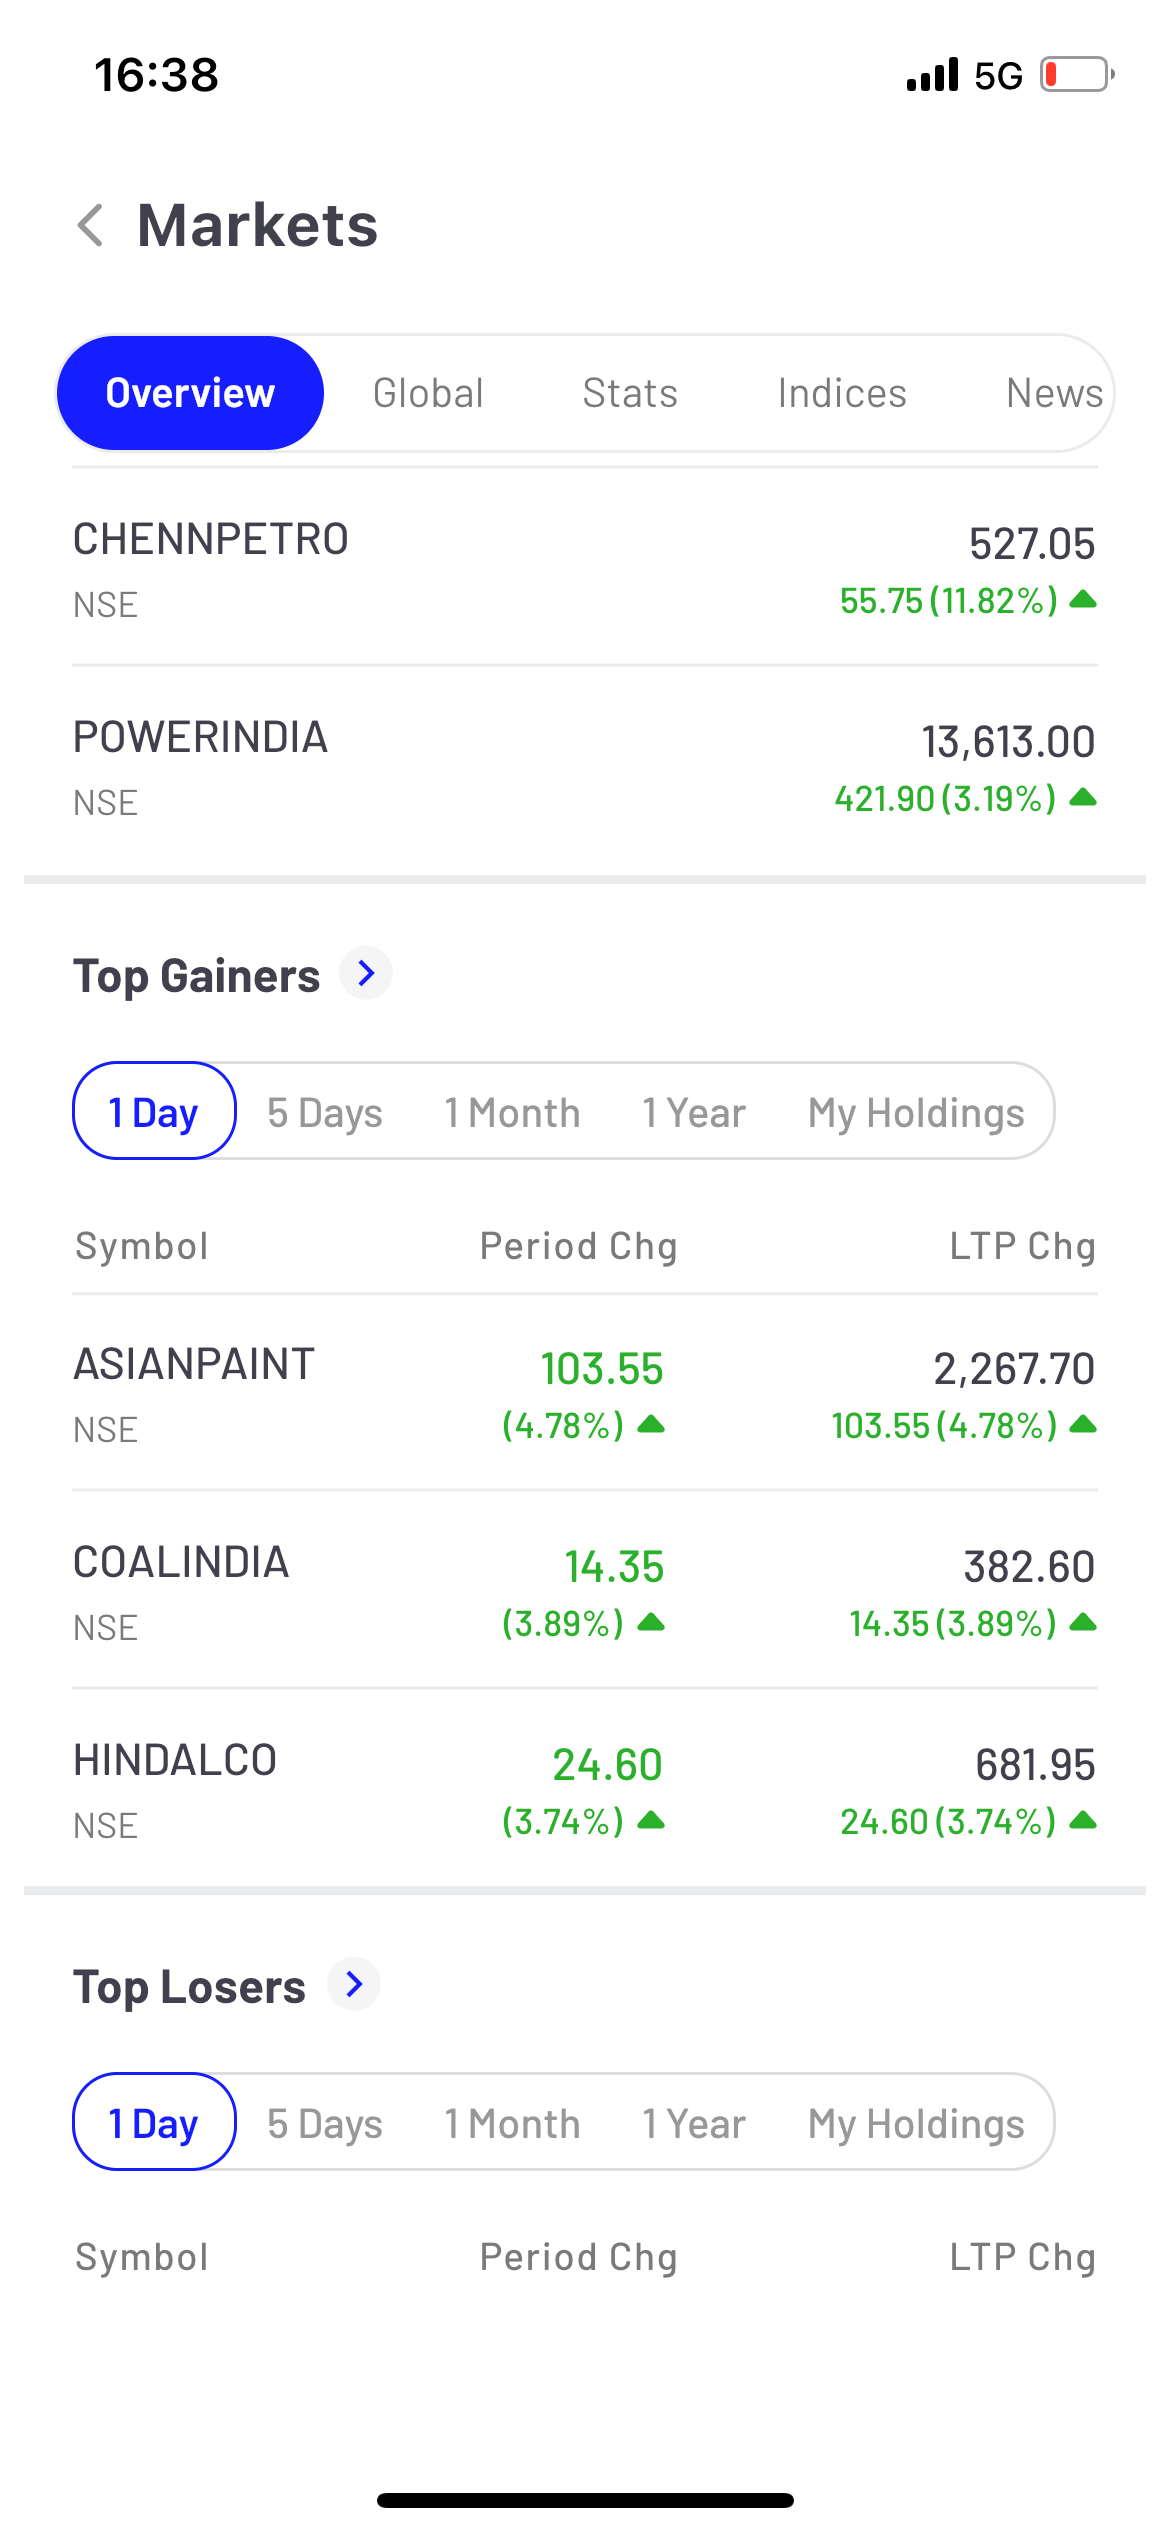 16:38
5G
Markets
Overview Global Stats Indices News
CHENNPETRO 527.05
NSE 55.75 (11.82%)
POWERINDIA 13,613.00
NSE 421.90 (3.19%)
Top Gainers
1 Day 5 Days 1 Month 1 Year My Holdings
Symbol Period Chg LTP Chg
ASIANPAINT 103.55 2,267.70
NSE (4.78%) 103.55 (4.78%)
COALINDIA 14.35 382.60
NSE (3.89%) 14.35 (3.89%)
HINDALCO 24.60 681.95
NSE (3.74%) 24.60 (3.74%)
Top Losers
1 Day 5 Days 1 Month 1 Year My Holdings
Symbol Period Chg LTP Chg